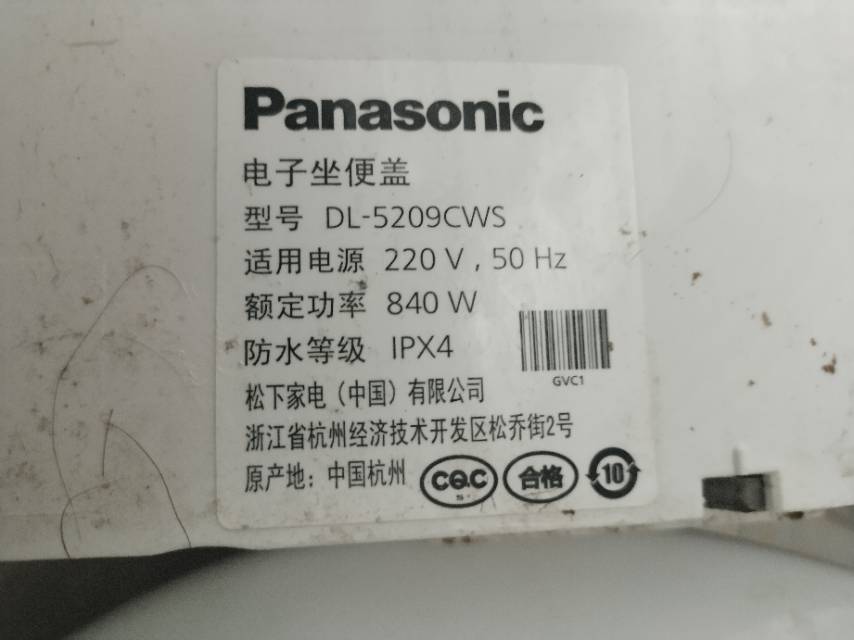 Panasonic
电子坐便盖
型号 DL-5209CWS
适用电源 220 V , 50 Hz
额定功率 840 W
防水等级 IPX4
GVC1
松下家电（中国）有限公司
浙江省杭州经济技术开发区松乔街2号
原产地：中国杭州 CQC 合格 10